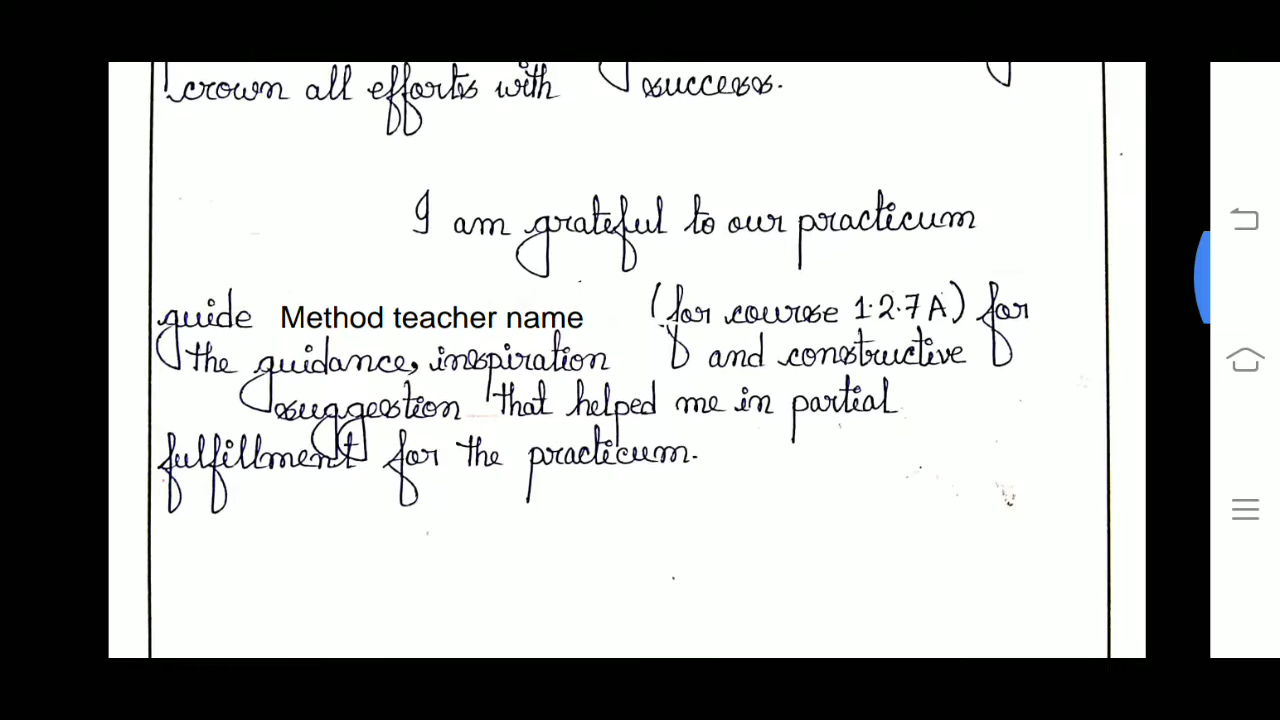 crown all efforts with success.
I am grateful to our practicum
guide Method teacher name (for course 1.2.7A) for
the guidance, inspiration and constructive
suggestion that helped me in partial
fulfillment for the practicum.